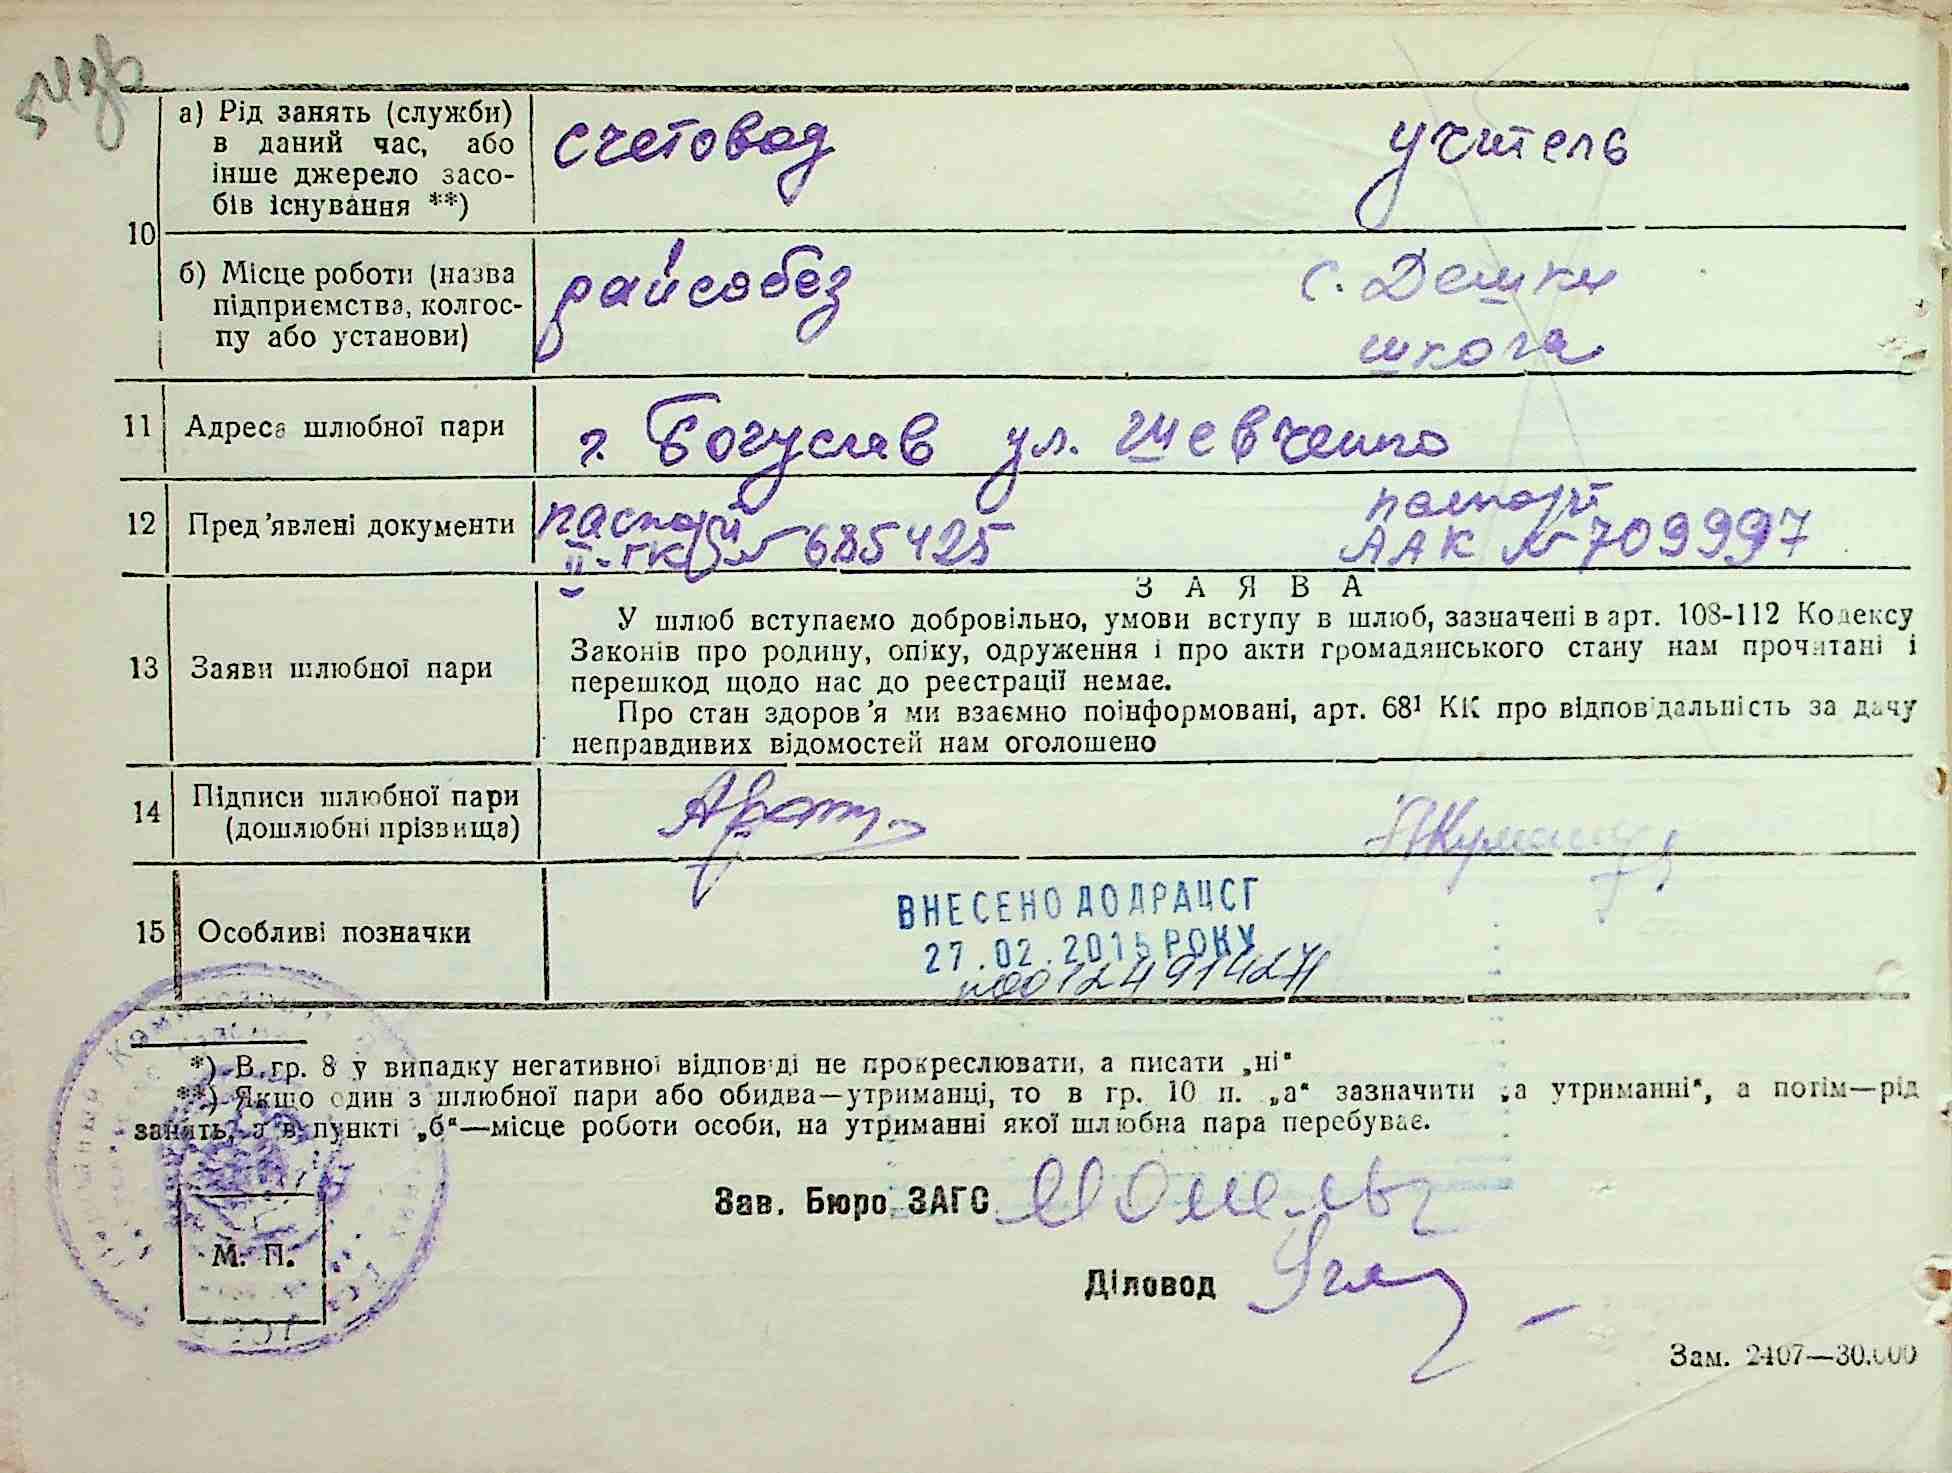 а) Рід занять (служби) в даний час, або інше джерело засобів існування **)
счетовод
учитель
10
б) Місце роботи (назва підприємства, колгоспу або установи)
райсобез
с. Дешки
школа
11 Адреса шлюбної пари
г. Богуслав ул. Шевченко
12 Пред'явлені документи
паспорт
II-ГК № 685425
паспорт
ААК № 709997
13 Заяви шлюбної пари
ЗАЯВА
У шлюб вступаємо добровільно, умови вступу в шлюб, зазначені в арт. 108-112 Кодексу
Законів про родину, опіку, одруження і про акти громадянського стану нам прочитані і
перешкод щодо нас до реєстрації немає.
Про стан здоров'я ми взаємно поінформовані, арт. 68¹ КК про відповідальність за дачу
неправдивих відомостей нам оголошено
14 Підписи шлюбної пари
(дошлюбні прізвища)
15 Особливі позначки
ВНЕСЕНО ДО ДРАЦСГ
27.02.2015 РОКУ
*) В гр. 8 у випадку негативної відповіді не прокреслювати, а писати „ні“
**) Якщо один з шлюбної пари або обидва—утриманці, то в гр. 10 п. „а“ зазначити „а утриманні“, а потім—рід
занять, а в пункті „б“—місце роботи особи, на утриманні якої шлюбна пара перебуває.
Зав. Бюро ЗАГС
М. П.
Діловод
Зам. 2407—30.000